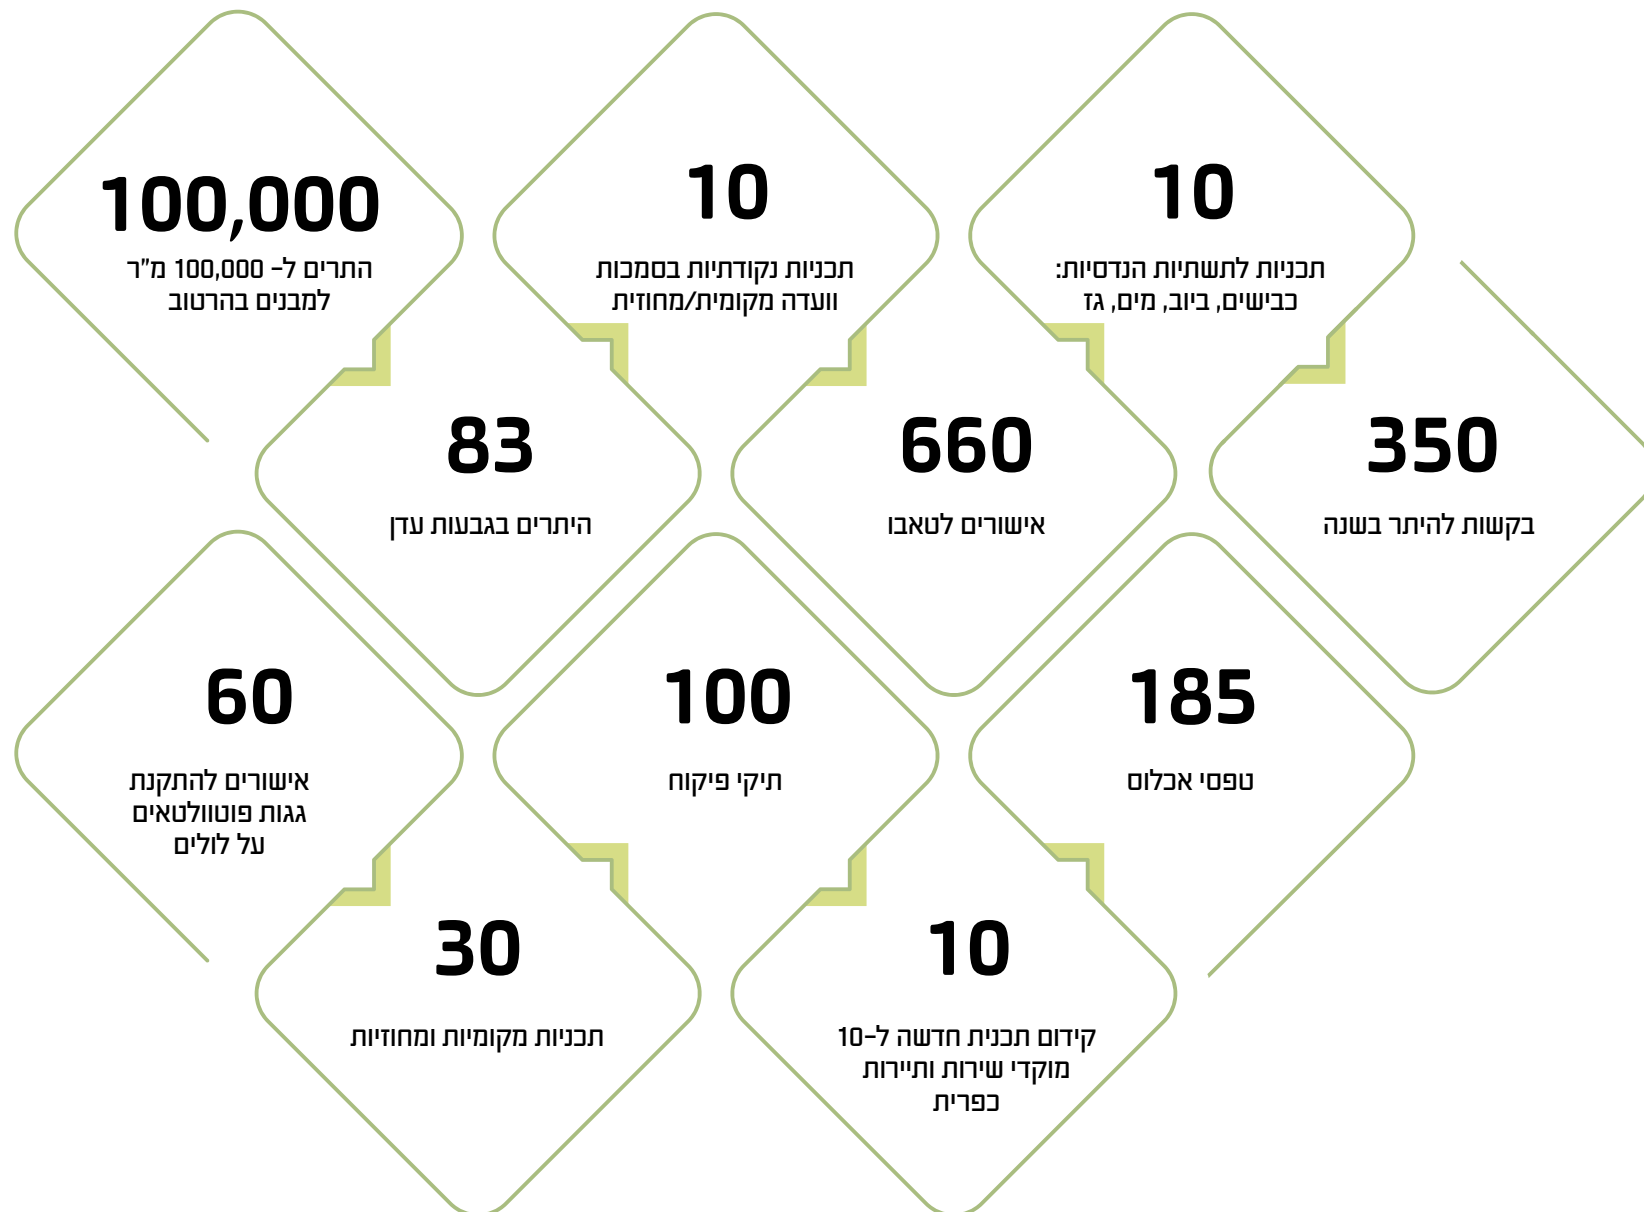 10
תכניות לתשתיות הנדסיות:
כבישים, ביוב, מים, גז
10
תכניות נקודתיות בסמכות
וועדה מקומית/מחוזית
100,000
התרים ל- 100,000 מ"ר
למבנים בהרטוב
350
בקשות להיתר בשנה
660
אישורים לטאבו
83
היתרים בגבעות עדן
185
טפסי אכלוס
100
תיקי פיקוח
60
אישורים להתקנת
גגות פוטוולטאים
על לולים
10
קידום תכנית חדשה ל-10
מוקדי שירות ותיירות
כפרית
30
תכניות מקומיות ומחוזיות